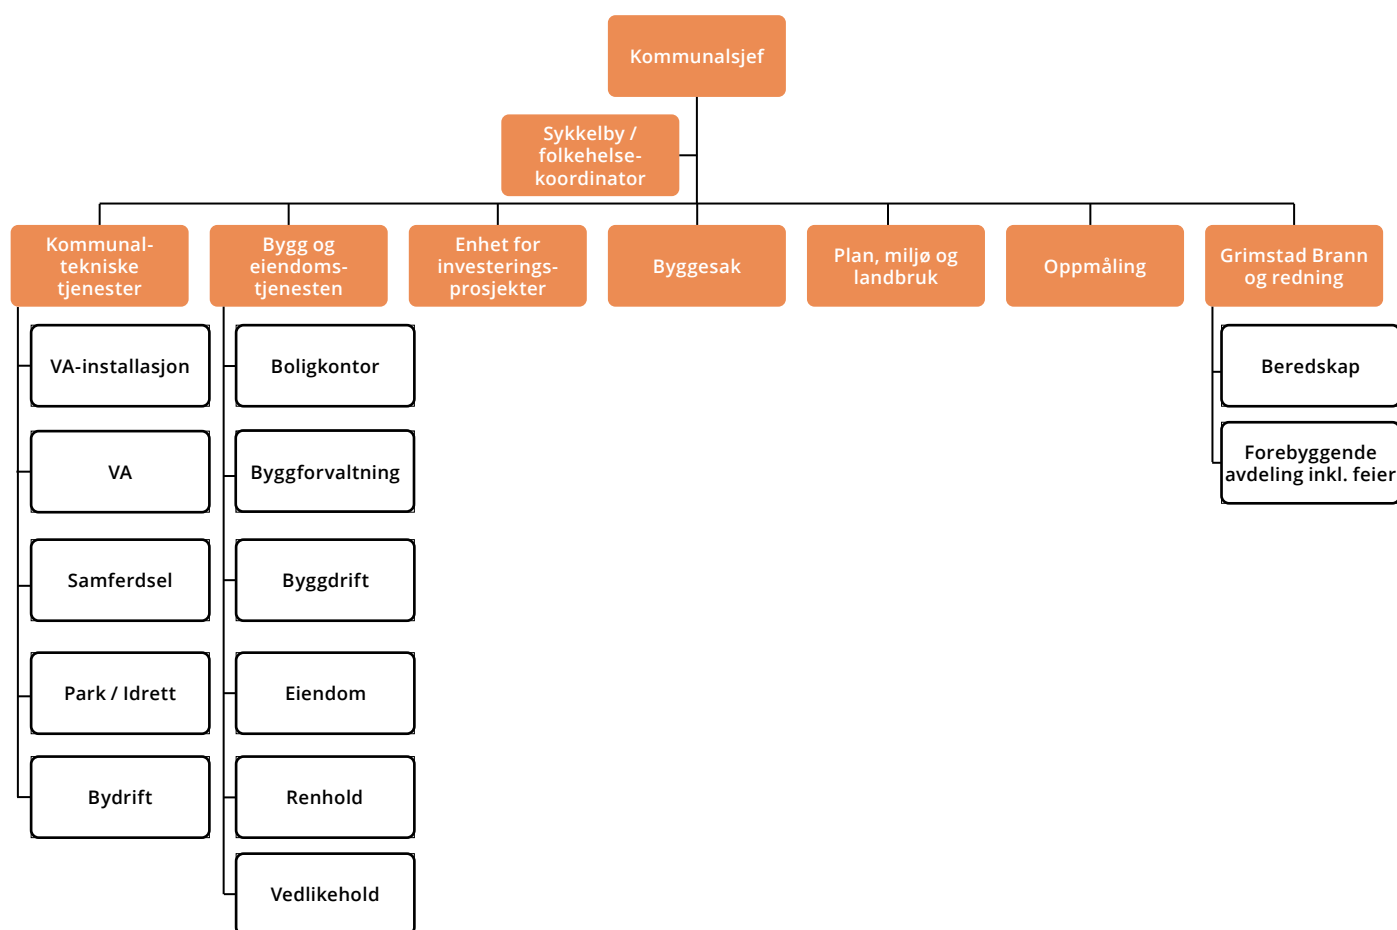 Kommunalsjef
Sykkelby /
folkehelse-
koordinator
Kommunal-
tekniske
tjenester
Bygg og
eiendoms-
tjenesten
Enhet for
investerings-
prosjekter
Byggesak
Plan, miljø og
landbruk
Oppmåling
Grimstad Brann
og redning
VA-installasjon
VA
Samferdsel
Park / Idrett
Bydrift
Boligkontor
Byggforvaltning
Byggdrift
Eiendom
Renhold
Vedlikehold
Beredskap
Forebyggende
avdeling inkl. feier